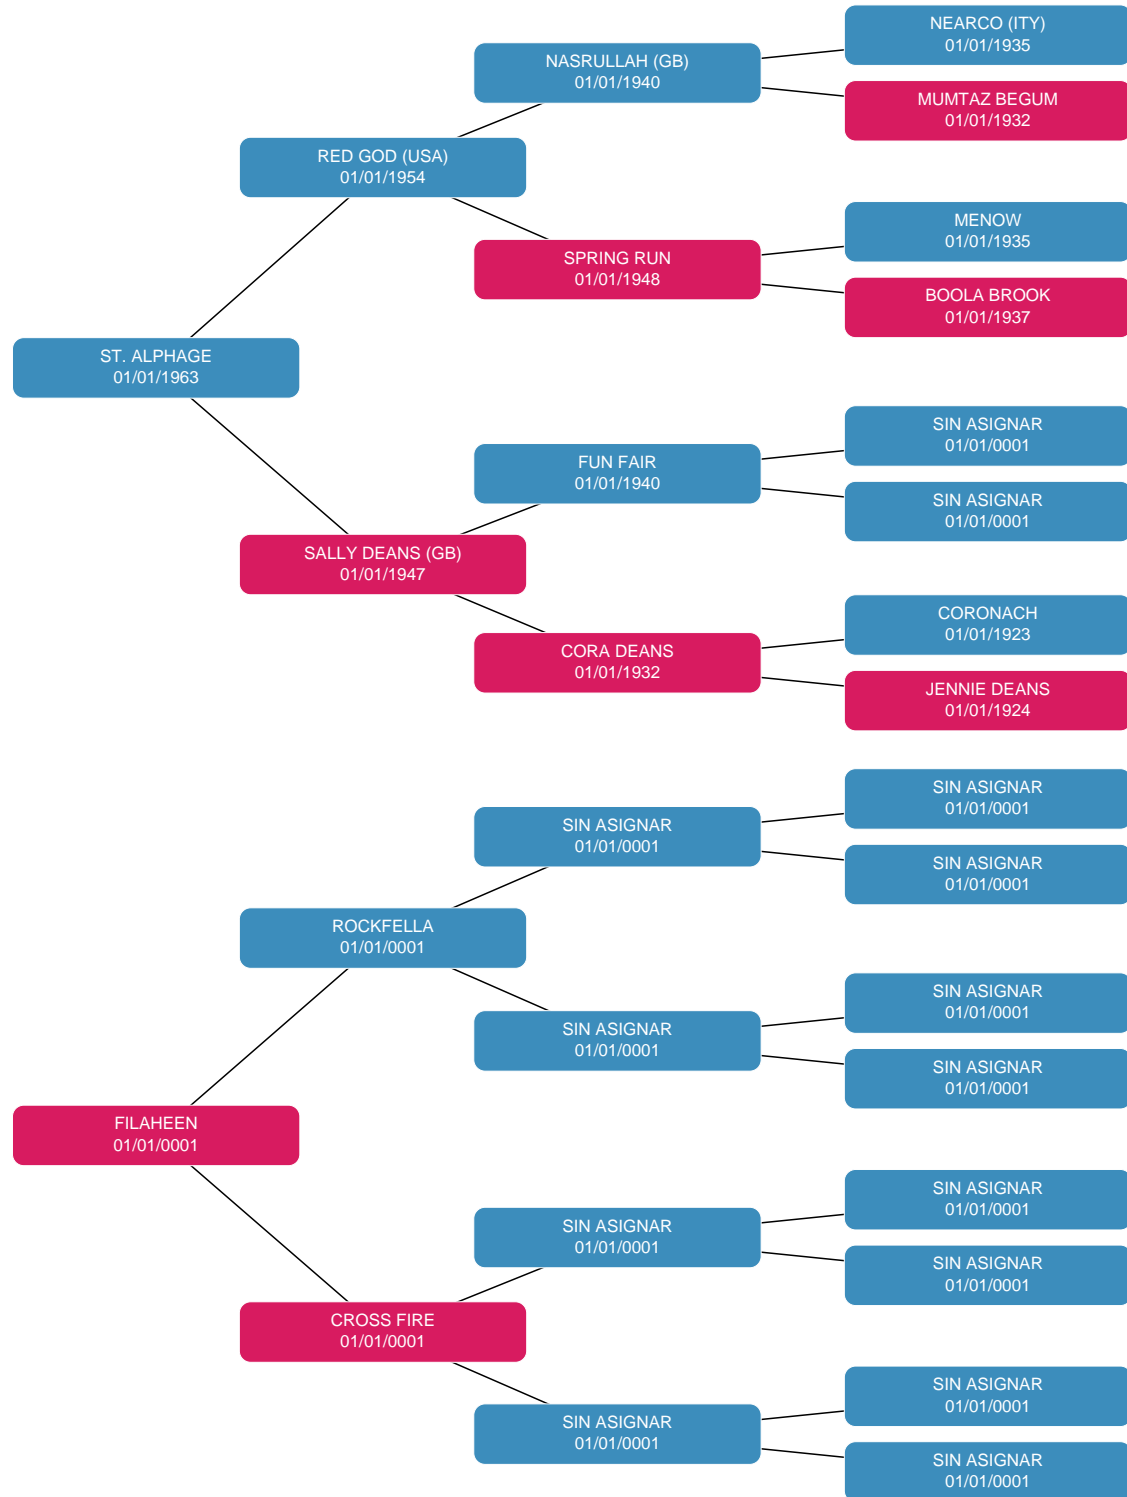 NEARCO (ITY)
01/01/1935
NASRULLAH (GB)
01/01/1940
MUMTAZ BEGUM
01/01/1932
RED GOD (USA)
01/01/1954
MENOW
01/01/1935
SPRING RUN
01/01/1948
BOOLA BROOK
01/01/1937
ST. ALPHAGE
01/01/1963
SIN ASIGNAR
01/01/0001
FUN FAIR
01/01/1940
SIN ASIGNAR
01/01/0001
SALLY DEANS (GB)
01/01/1947
CORONACH
01/01/1923
CORA DEANS
01/01/1932
JENNIE DEANS
01/01/1924
SIN ASIGNAR
01/01/0001
SIN ASIGNAR
01/01/0001
SIN ASIGNAR
01/01/0001
ROCKFELLA
01/01/0001
SIN ASIGNAR
01/01/0001
SIN ASIGNAR
01/01/0001
SIN ASIGNAR
01/01/0001
FILAHEEN
01/01/0001
SIN ASIGNAR
01/01/0001
SIN ASIGNAR
01/01/0001
SIN ASIGNAR
01/01/0001
CROSS FIRE
01/01/0001
SIN ASIGNAR
01/01/0001
SIN ASIGNAR
01/01/0001
SIN ASIGNAR
01/01/0001